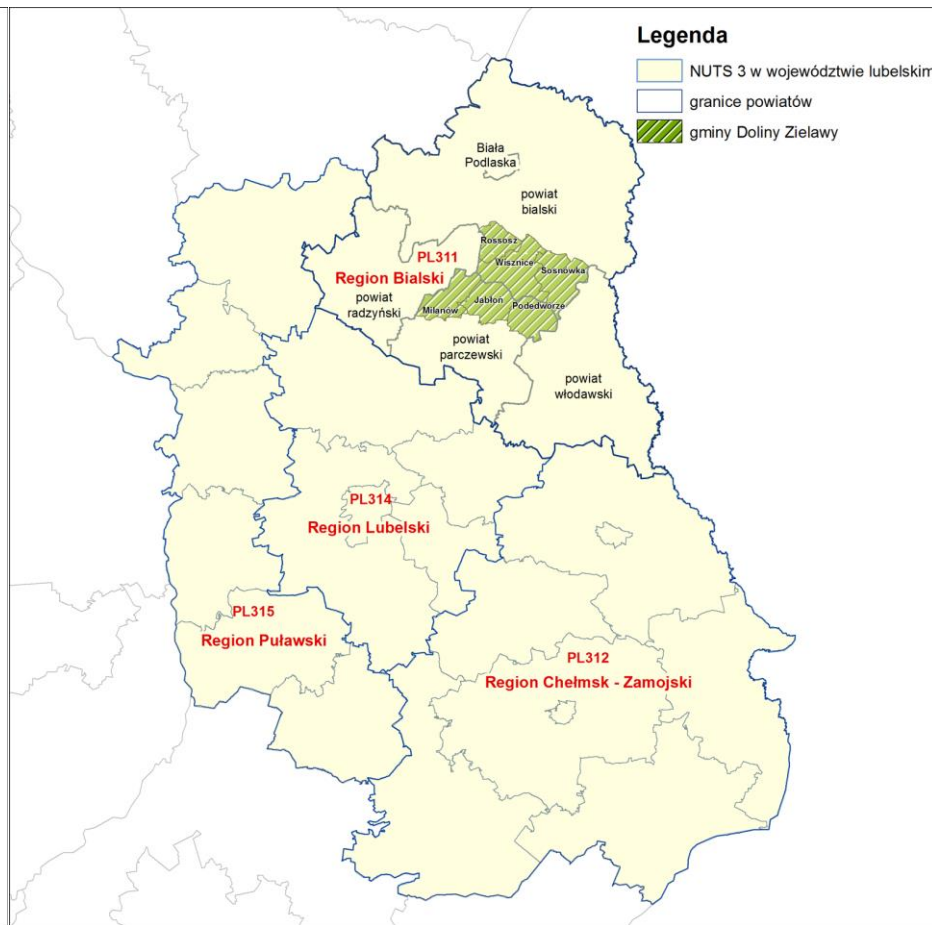 Legenda
NUTS 3 w województwie lubelskim
granice powiatów
gminy Doliny Zielawy
Biała
Podlaska
powiat
bialski
Rossosz
PL311
Wisznice
Sosnówka
Region Bialski
powiat
radzyński
Milanów
Jabłoń
Podedworze
powiat
parczewski
powiat
włodawski
PL314
Region Lubelski
PL315
Region Puławski
PL312
Region Chełmsk - Zamojski